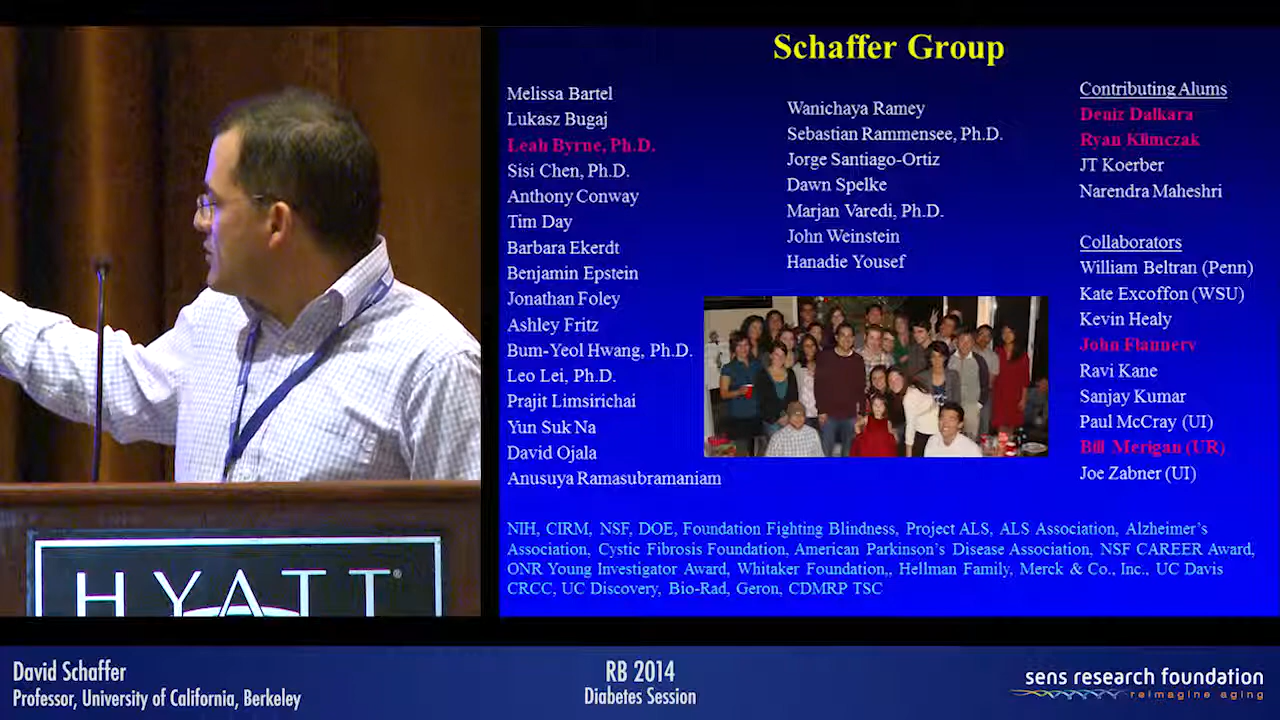 Schaffer Group
Melissa Bartel
Lukasz Bugaj
Leah Byrne, Ph.D.
Sisi Chen, Ph.D.
Anthony Conway
Tim Day
Barbara Ekerdt
Benjamin Epstein
Jonathan Foley
Ashley Fritz
Bum-Yeol Hwang, Ph.D.
Leo Lei, Ph.D.
Prajit Limsirichai
Yun Suk Na
David Ojala
Anusuya Ramasubramaniam
Wanichaya Ramey
Sebastian Rammensee, Ph.D.
Jorge Santiago-Ortiz
Dawn Spelke
Marjan Varedi, Ph.D.
John Weinstein
Hanadie Yousef
Contributing Alums
Deniz Dalkara
Ryan Klimczak
JT Koerber
Narendra Maheshri
Collaborators
William Beltran (Penn)
Kate Excoffon (WSU)
Kevin Healy
John Flannery
Ravi Kane
Sanjay Kumar
Paul McCray (UI)
Bill Merigan (UR)
Joe Zabner (UI)
NIH, CIRM, NSF, DOE, Foundation Fighting Blindness, Project ALS, ALS Association, Alzheimer's
Association, Cystic Fibrosis Foundation, American Parkinson's Disease Association, NSF CAREER Award,
ONR Young Investigator Award, Whitaker Foundation,, Hellman Family, Merck & Co., Inc., UC Davis
CRCC, UC Discovery, Bio-Rad, Geron, CDMRP TSC
HYATT®
David Schaffer
Professor, University of California, Berkeley
RB 2014
Diabetes Session
sens research foundation
reimagine aging